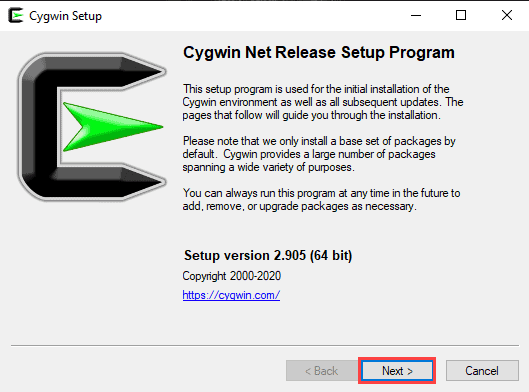 Cygwin Setup
Cygwin Net Release Setup Program
This setup program is used for the initial installation of the
Cygwin environment as well as all subsequent updates. The
pages that follow will guide you through the installation.
Please note that we only install a base set of packages by
default. Cygwin provides a large number of packages
spanning a wide variety of purposes.
You can always run this program at any time in the future to
add, remove, or upgrade packages as necessary.
Setup version 2.905 (64 bit)
Copyright 2000-2020
https://cygwin.com/
< Back Next > Cancel